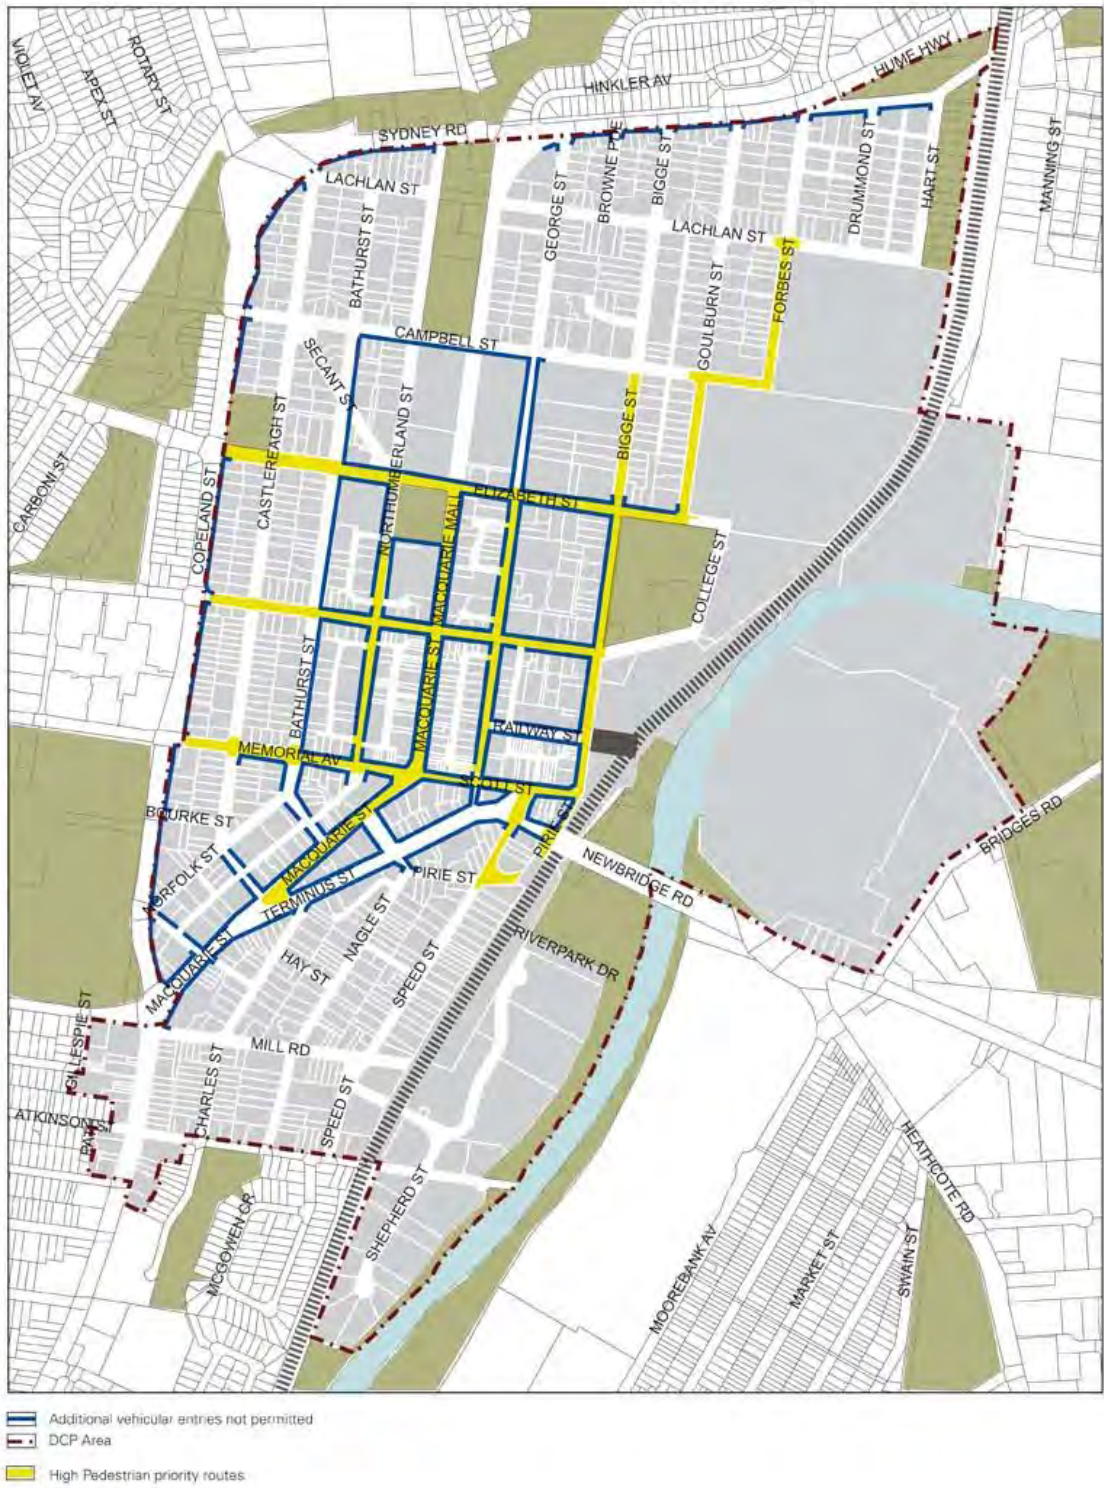 HUME HWY
VIOLET AV
ROTARY ST
APEX ST
HINKLER AV
SYDNEY RD
LACHLAN ST
BATHURST ST
GEORGE ST
BROWNE PDE
BIGGE ST
DRUMMOND ST
HART ST
MANNING ST
LACHLAN ST
FORBES ST
GOULBURN ST
CAMPBELL ST
SECANT ST
NORTHUMBERLAND ST
BIGGE ST
CASTLEREAGH ST
CARBONI ST
COPELAND ST
ELIZABETH ST
MACQUARIE MALL
COLLEGE ST
BATHURST ST
MACQUARIE ST
RAILWAY ST
MEMORIAL AV
SCOTT ST
BOURKE ST
MACQUARIE ST
PIRIE ST
BRIDGES RD
NORFOLK ST
TERMINUS ST
PIRIE ST
NEWBRIDGE RD
NAGLE ST
MACQUARIE ST
HAY ST
SPEED ST
RIVERPARK DR
GILLESPIE ST
MILL RD
CHARLES ST
SPEED ST
ATKINSON ST
HEATHCOTE RD
SHEPHERD ST
MCGOWEN CR
MOOREBANK AV
MARKET ST
SWAIN ST
Additional vehicular entries not permitted
DCP Area
High Pedestrian priority routes